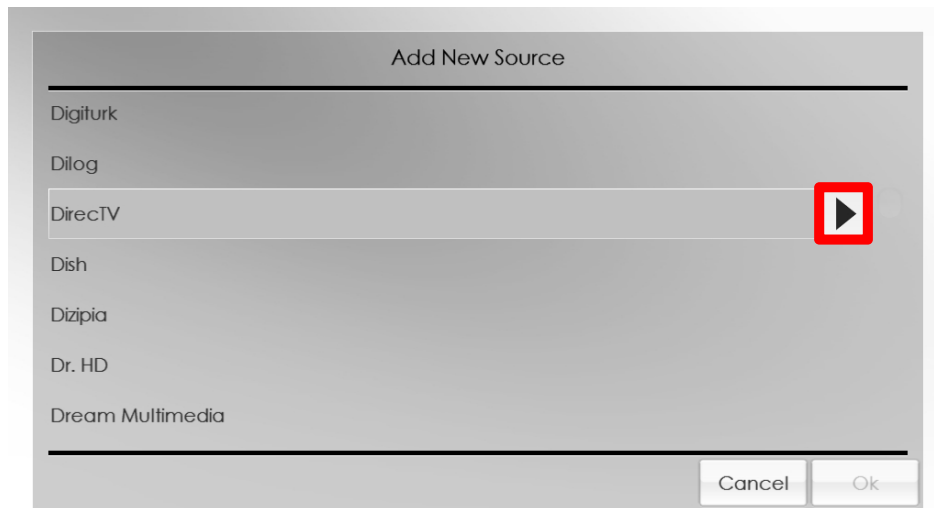 Add New Source
Digiturk
Dilog
DirecTV
Dish
Dizipia
Dr. HD
Dream Multimedia
Cancel
Ok